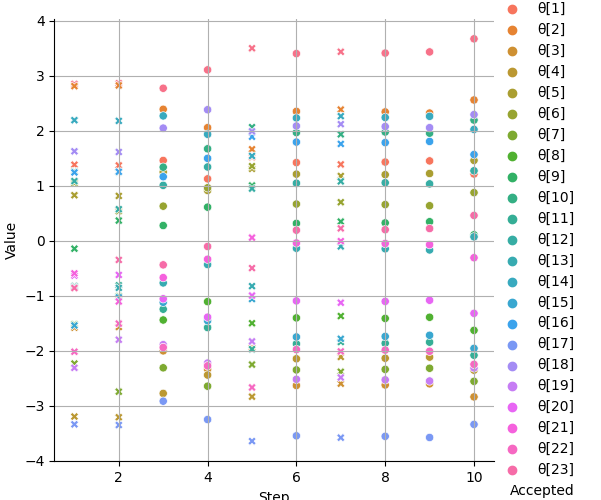 Value
4
3
2
1
0
−1
−2
−3
−4
2
4
6
8
10
Step
θ[1]
θ[2]
θ[3]
θ[4]
θ[5]
θ[6]
θ[7]
θ[8]
θ[9]
θ[10]
θ[11]
θ[12]
θ[13]
θ[14]
θ[15]
θ[16]
θ[17]
θ[18]
θ[19]
θ[20]
θ[21]
θ[22]
θ[23]
Accepted